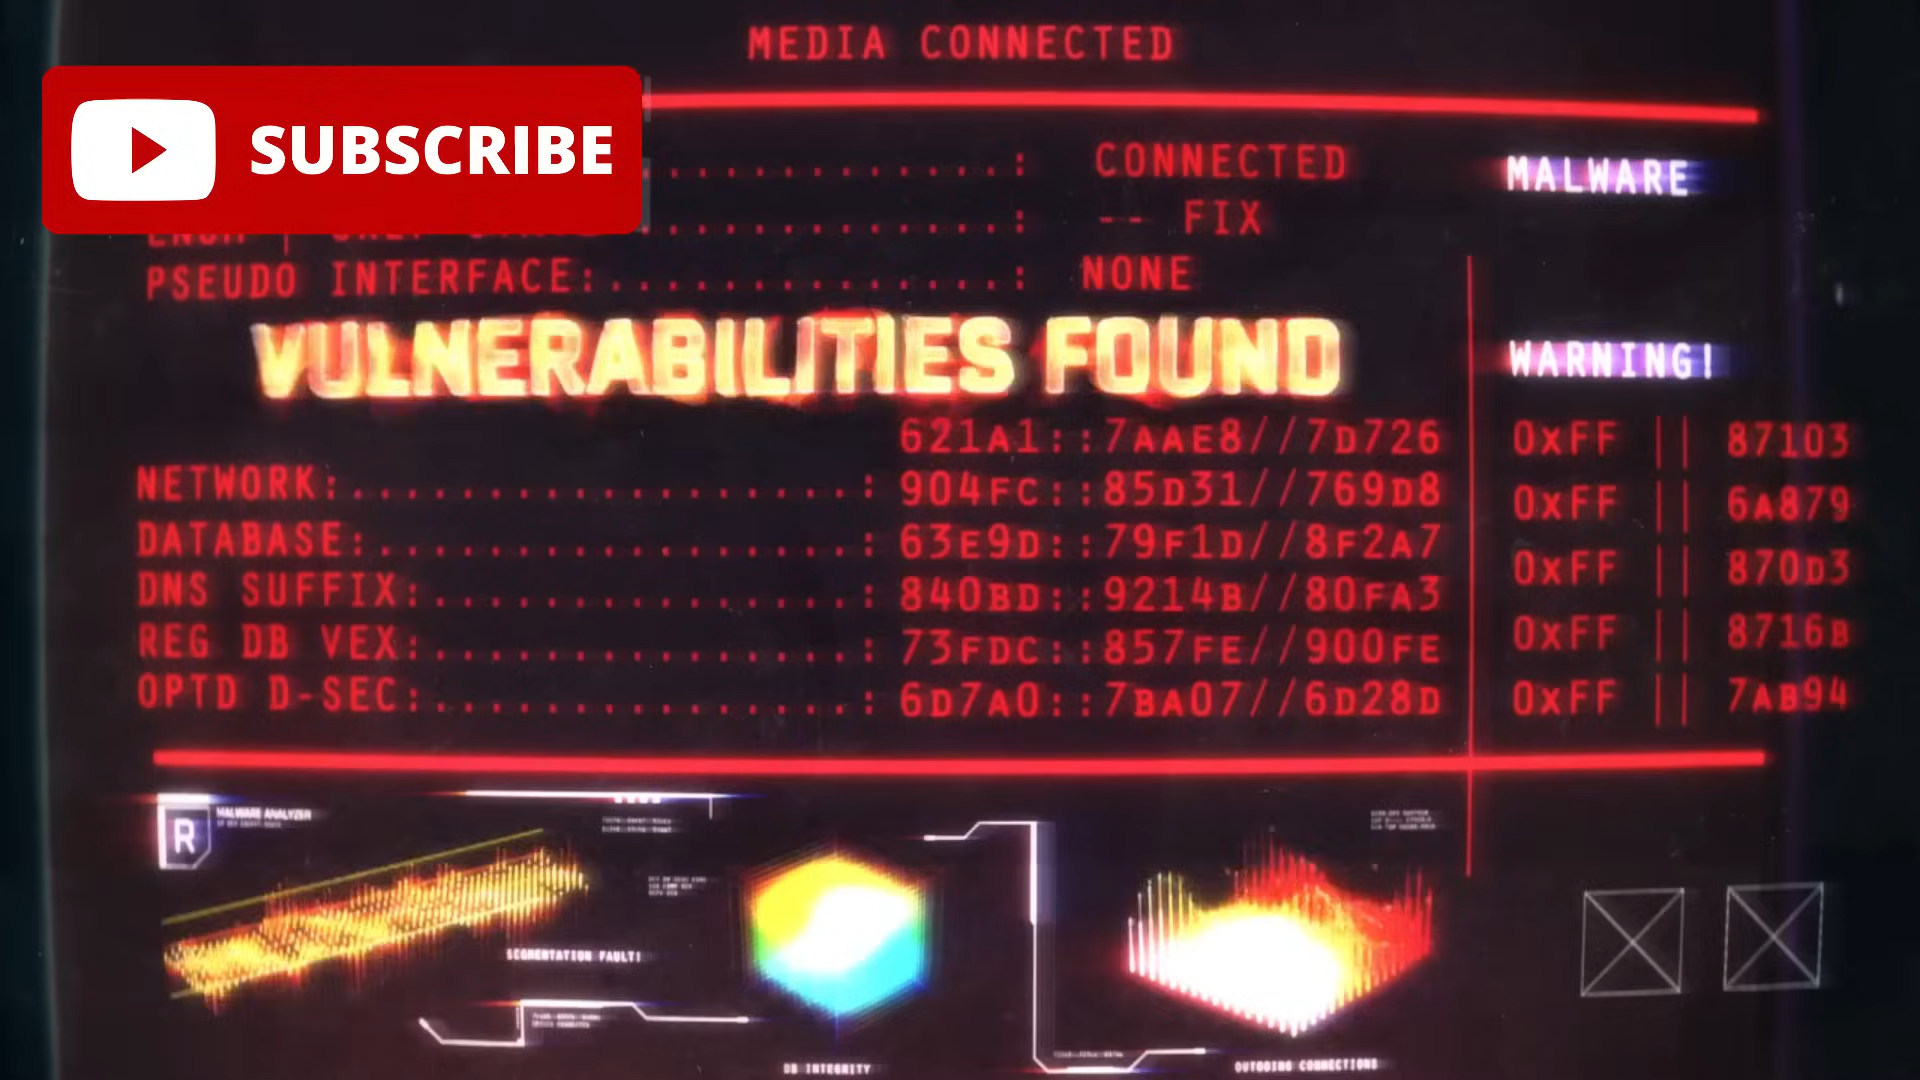 MEDIA CONNECTED
SUBSCRIBE
CONNECTED
MALWARE
-- FIX
PSEUDO INTERFACE:...............: NONE
VULNERABILITIES FOUND
WARNING!
621A1::7AAE8//7D726
0xFF || 87103
NETWORK:....................: 904FC::85D31//769D8
0xFF || 6A879
DATABASE:...................: 63E9D::79F1D//8F2A7
0xFF || 870D3
DNS SUFFIX:.................: 840BD::9214B//80FA3
0xFF || 8716B
REG DB VEX:.................: 73FDC::857FE//900FE
0xFF || 7AB94
OPTD D-SEC:................: 6D7A0::7BA07//6D28D
R
MALWARE ANALYZER
SEGMENTATION FAULT!
DB INTEGRITY
OUTGOING CONNECTIONS